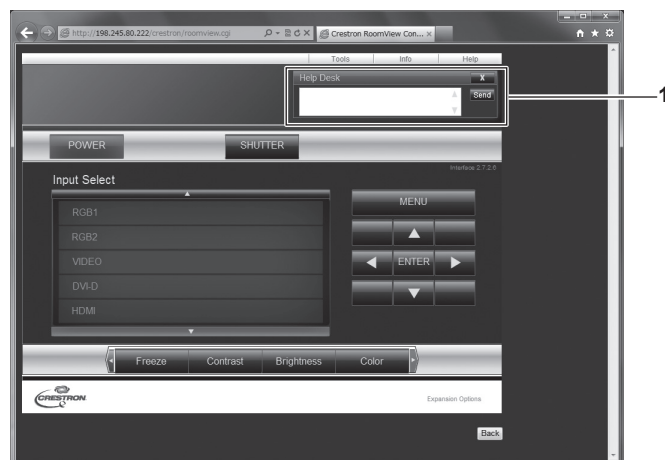 http://198.245.80.222/crestron/roomview.cgi
Crestron RoomView Con...
Tools Info Help
Help Desk X
Send
1
POWER SHUTTER
Interface 2.7.2.6
Input Select
MENU
RGB1
RGB2
VIDEO
ENTER
DVI-D
HDMI
Freeze Contrast Brightness Color
CRESTRON
Expansion Options
Back